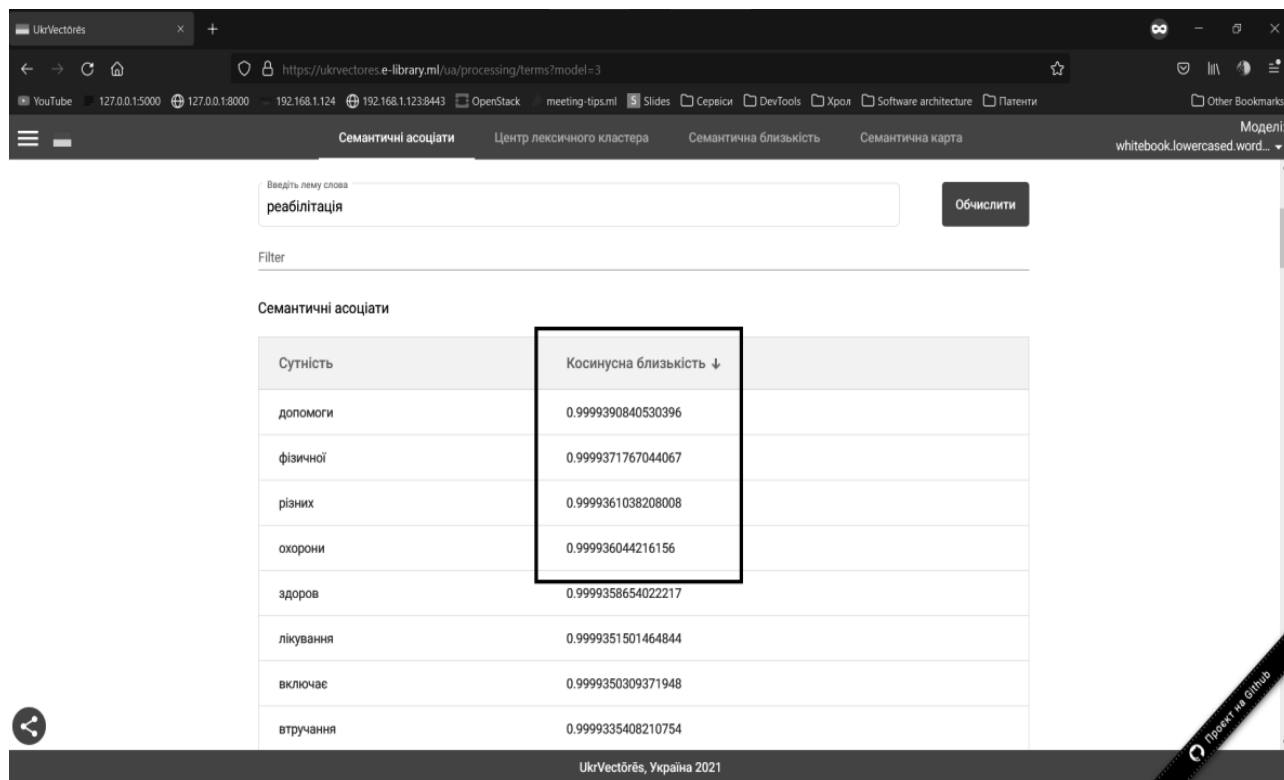 UkrVectōrēs
https://ukrvectores.e-library.ml/ua/processing/terms?model=3
YouTube 127.0.0.1:5000 127.0.0.1:8000 192.168.1.124 192.168.1.123:8443 OpenStack meeting-tips.ml Slides Сервіси DevTools Хрол Software architecture Патенти Other Bookmarks
Семантичні асоціати Центр лексичного кластера Семантична близькість Семантична карта
Моделі:
whitebook.lowercased.word...
Введіть лему слова
реабілітація
Обчислити
Filter
Семантичні асоціати
Сутність Косинусна близькість ↓
допомоги 0.9999390840530396
фізичної 0.9999371767044067
різних 0.9999361038208008
охорони 0.999936044216156
здоров 0.9999358654022217
лікування 0.9999351501464844
включає 0.9999350309371948
втручання 0.9999335408210754
Проєкт на Github
UkrVectōrēs, Україна 2021